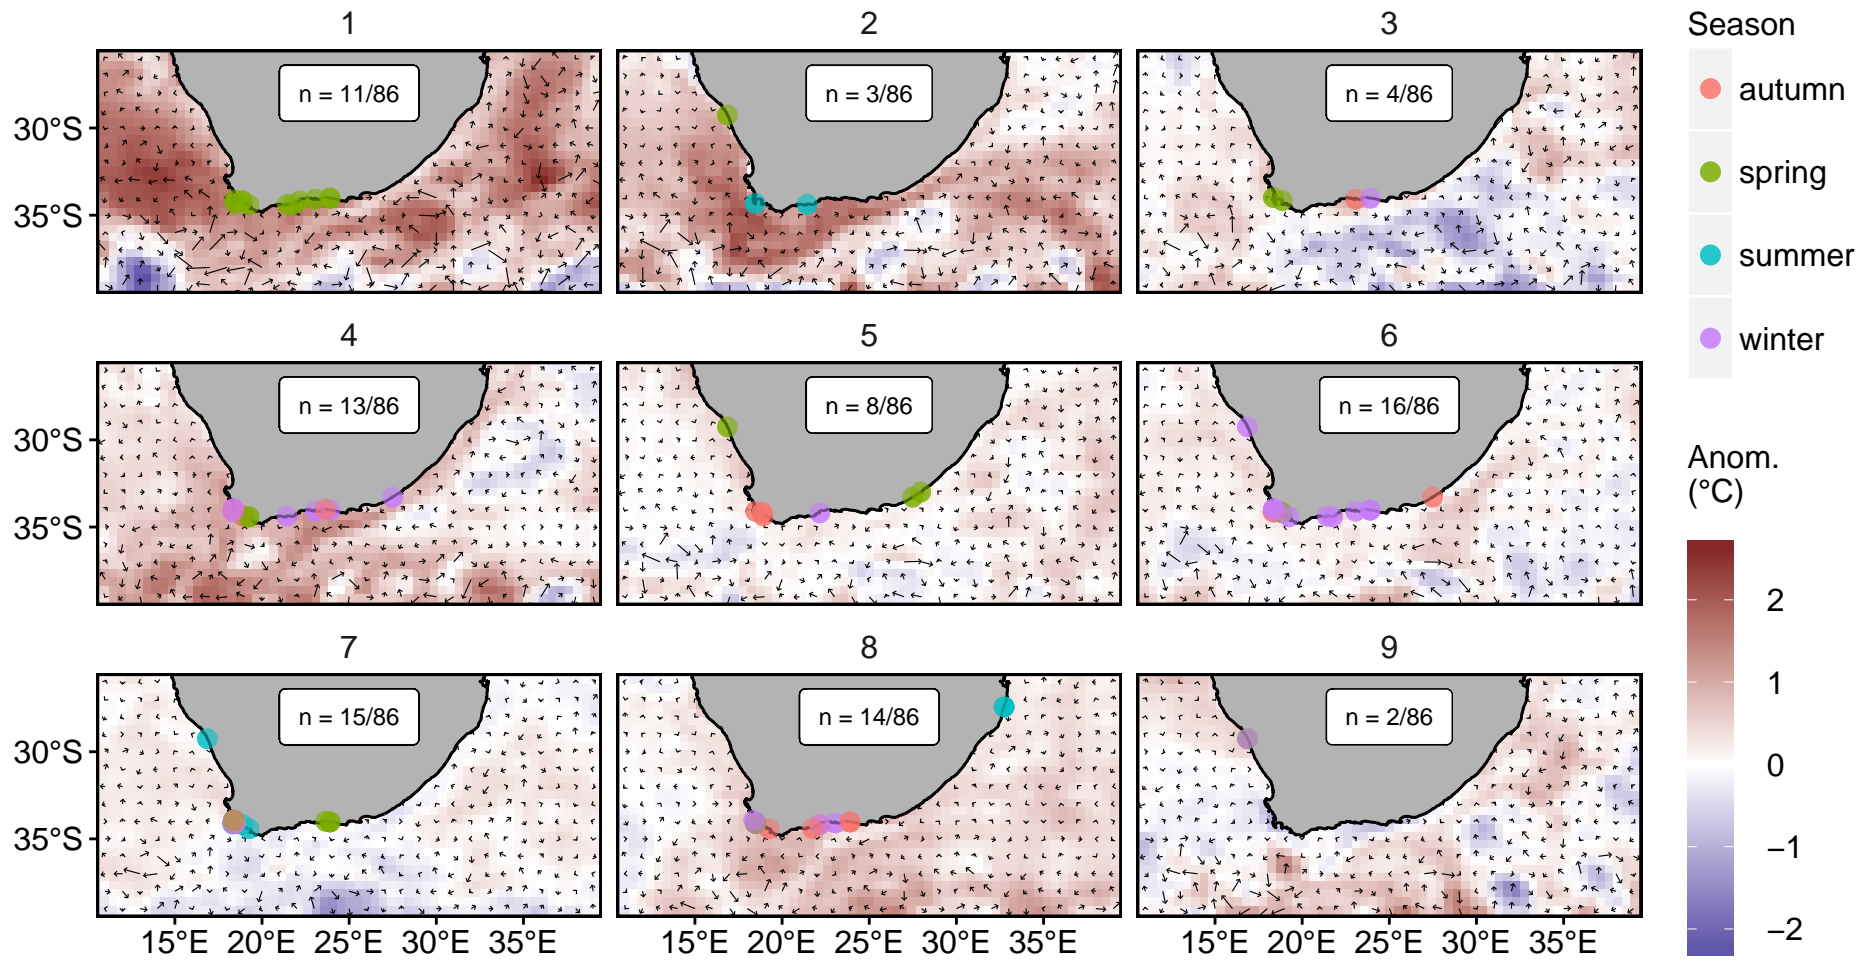 1
2
3
Season
n = 11/86
n = 3/86
n = 4/86
autumn
30°S
spring
35°S
summer
4
5
6
winter
n = 13/86
n = 8/86
n = 16/86
30°S
Anom.
(°C)
35°S
2
7
8
9
1
n = 15/86
n = 14/86
n = 2/86
30°S
0
35°S
−1
−2
15°E 20°E 25°E 30°E 35°E
15°E 20°E 25°E 30°E 35°E
15°E 20°E 25°E 30°E 35°E